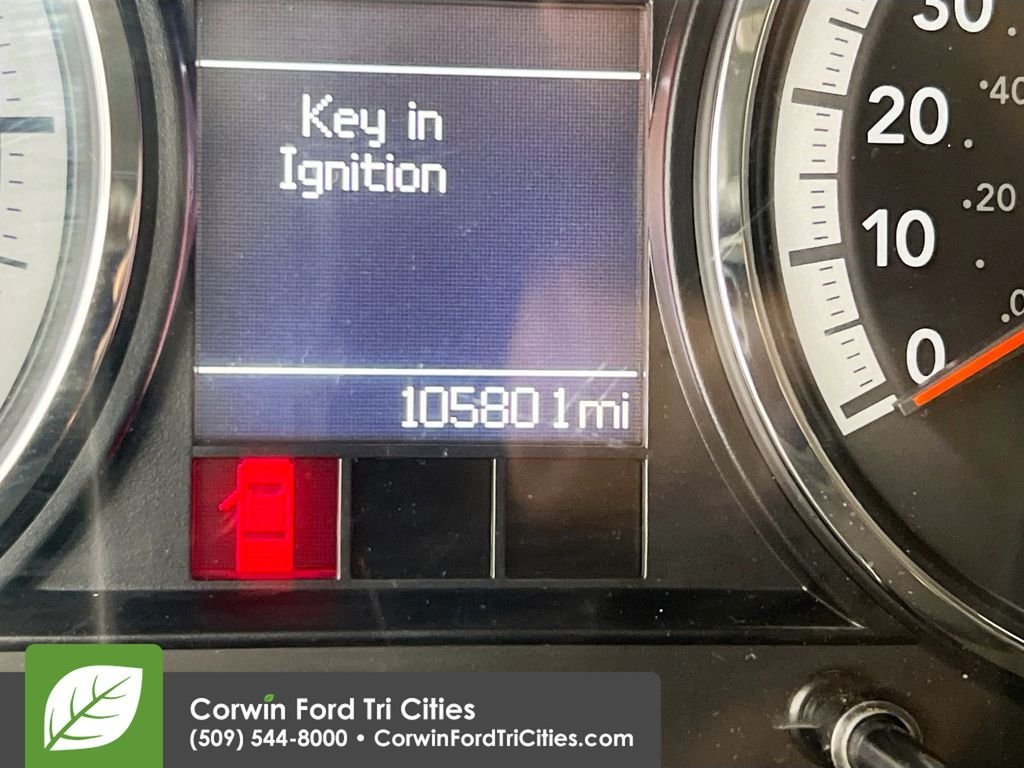 Key in
Ignition
105801 mi
30
20
10
0
40
20
0
Corwin Ford Tri Cities
(509) 544-8000 • CorwinFordTriCities.com